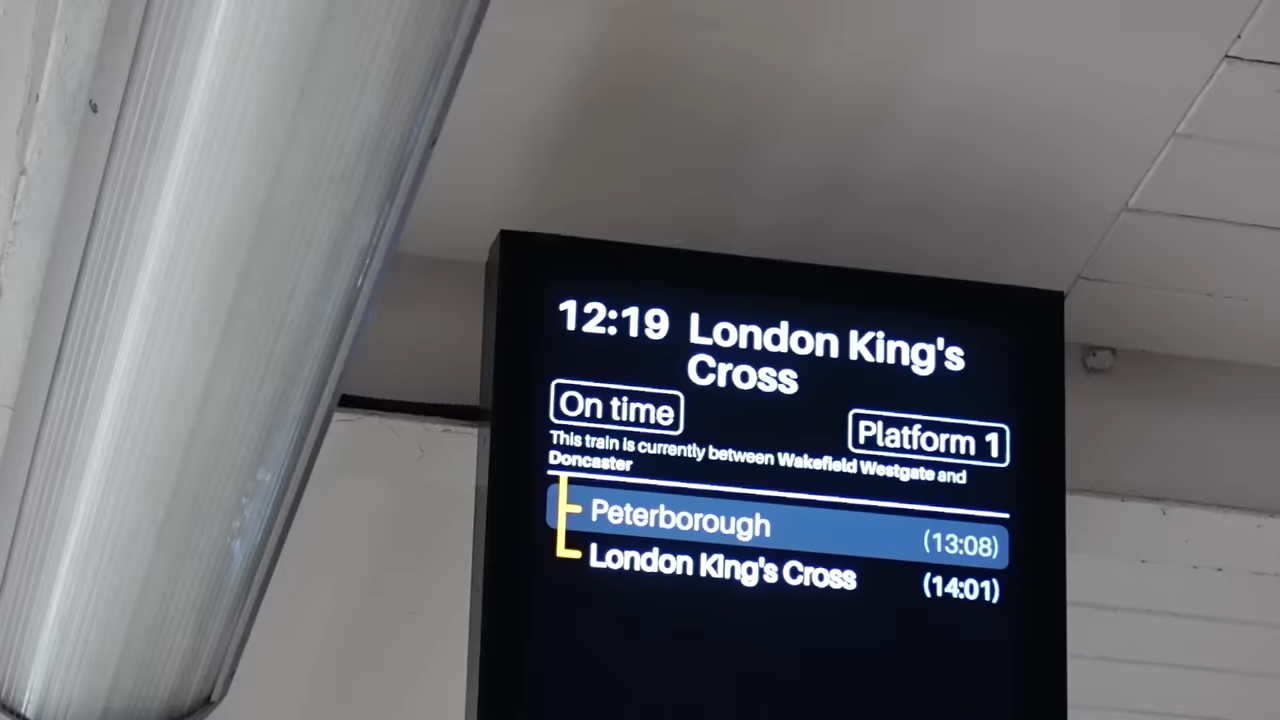 12:19 London King's
Cross
On time Platform 1
This train is currently between Wakefield Westgate and
Doncaster
Peterborough (13:08)
London King's Cross (14:01)